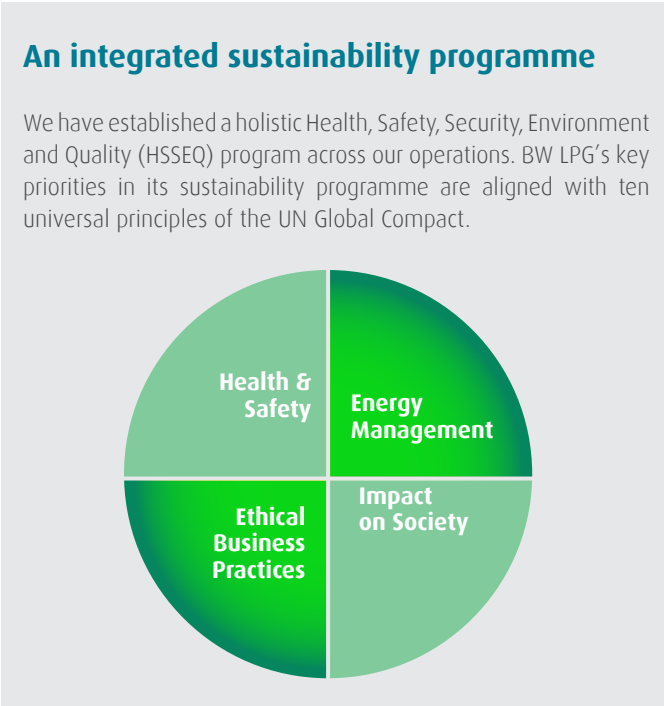 An integrated sustainability programme
We have established a holistic Health, Safety, Security, Environment
and Quality (HSSEQ) program across our operations. BW LPG’s key
priorities in its sustainability programme are aligned with ten
universal principles of the UN Global Compact.
Health &
Safety
Energy
Management
Ethical
Business
Practices
Impact
on Society